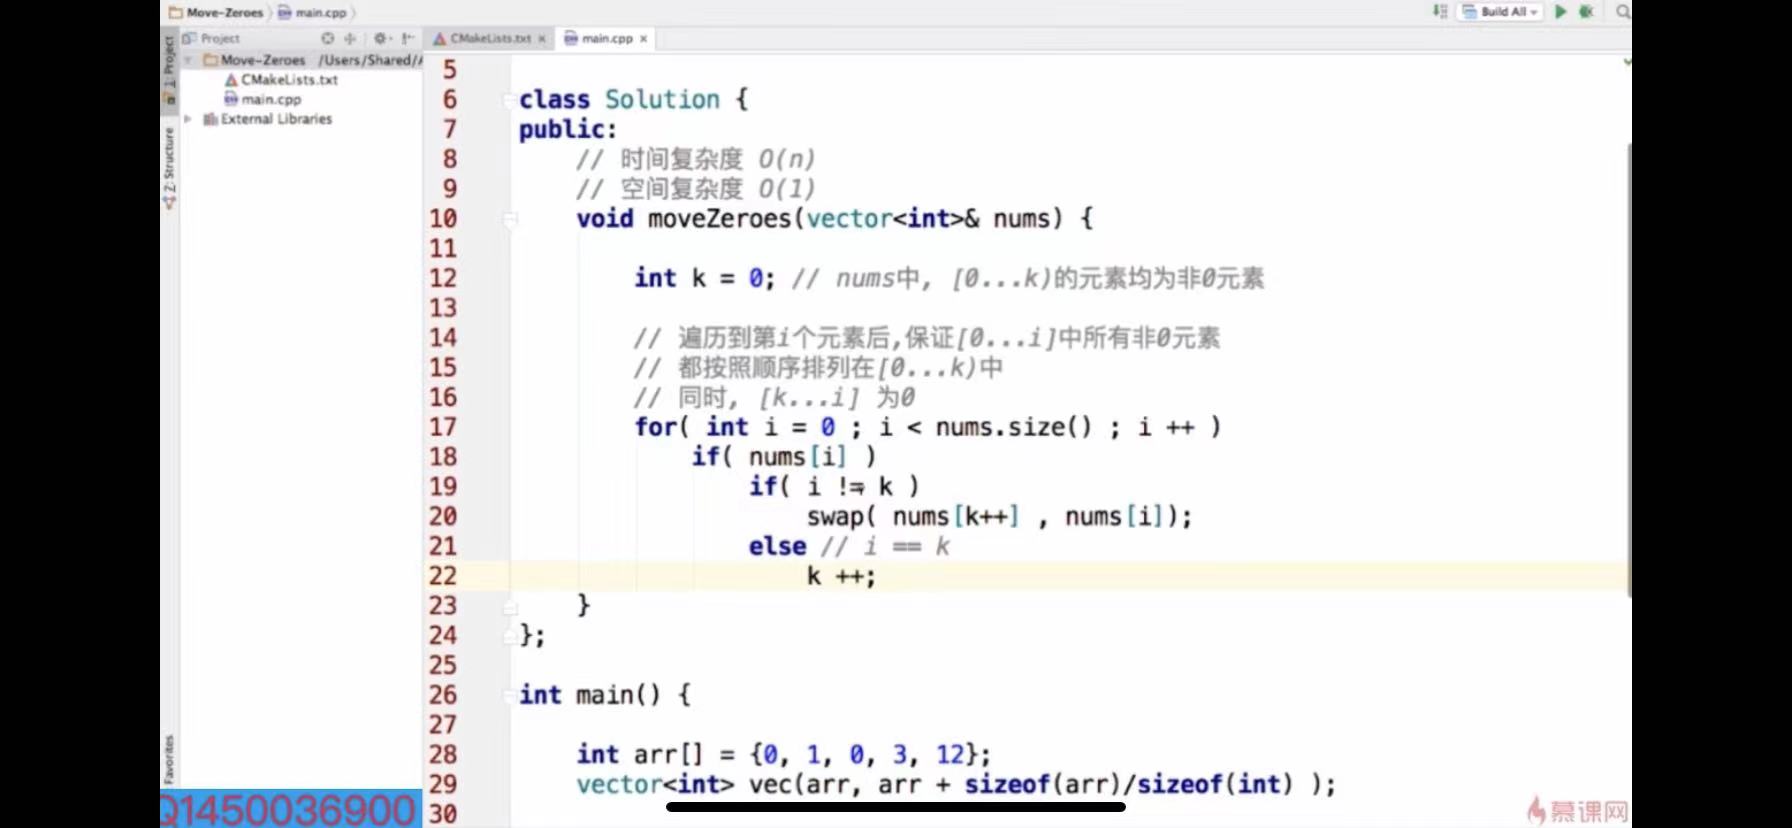 Move-Zeroes main.cpp
Build All
Project
CMakeLists.txt ×
main.cpp ×
1: Project
Move-Zeroes /Users/Shared/
CMakeLists.txt
main.cpp
External Libraries
Z: Structure
Favorites
5
6 class Solution {
7 public:
8 // 时间复杂度 O(n)
9 // 空间复杂度 O(1)
10 void moveZeroes(vector<int>& nums) {
11
12 int k = 0; // nums中, [0...k)的元素均为非0元素
13
14 // 遍历到第i个元素后,保证[0...i]中所有非0元素
15 // 都按照顺序排列在[0...k)中
16 // 同时, [k...i] 为0
17 for( int i = 0 ; i < nums.size() ; i ++ )
18 if( nums[i] )
19 if( i != k )
20 swap( nums[k++] , nums[i]);
21 else // i == k
22 k ++;
23 }
24 };
25
26 int main() {
27
28 int arr[] = {0, 1, 0, 3, 12};
29 vector<int> vec(arr, arr + sizeof(arr)/sizeof(int) );
30
Q1450036900
慕课网